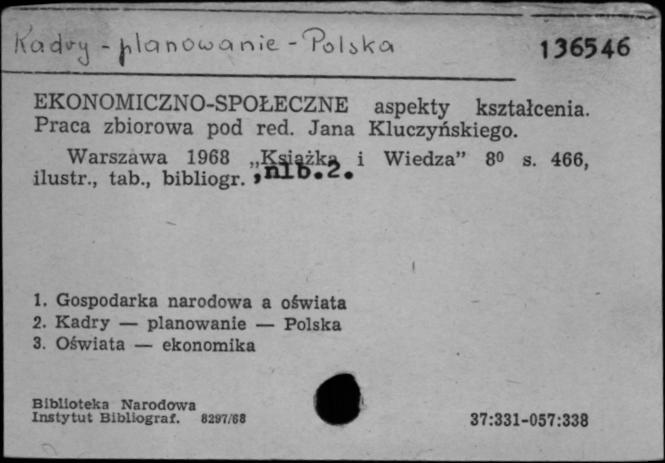 Kadry - planowanie - Polska
136546
EKONOMICZNO-SPOŁECZNE aspekty kształcenia.
Praca zbiorowa pod red. Jana Kluczyńskiego.
Warszawa 1968 „Książka i Wiedza” 8⁰ s. 466,
ilustr., tab., bibliogr. , nlb.2.
1. Gospodarka narodowa a oświata
2. Kadry — planowanie — Polska
3. Oświata — ekonomika
Biblioteka Narodowa
Instytut Bibliograf. 8297/68
37:331-057:338